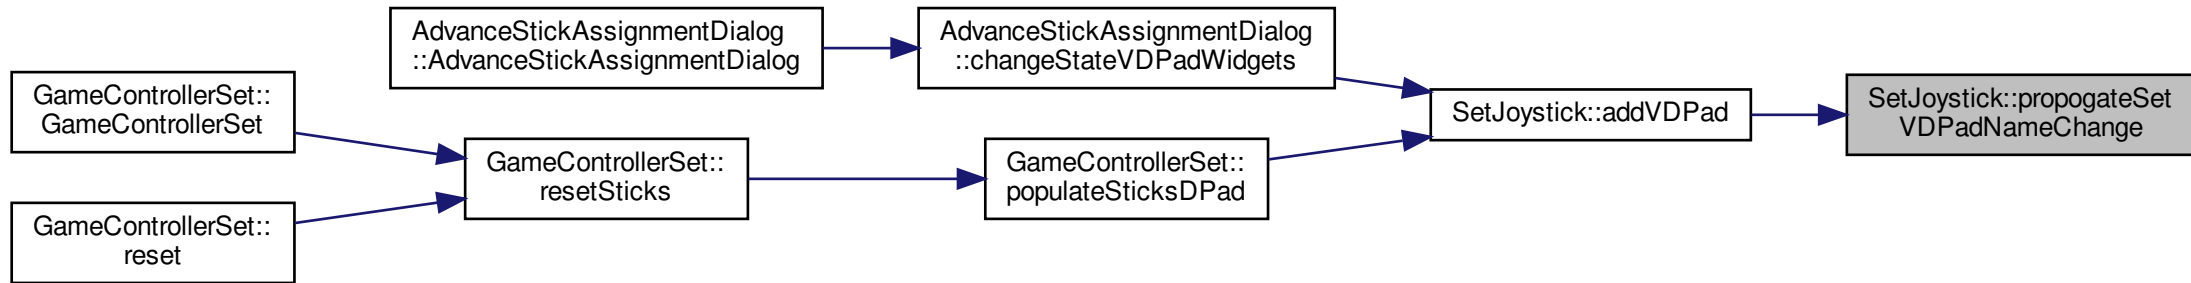 AdvanceStickAssignmentDialog
::AdvanceStickAssignmentDialog
AdvanceStickAssignmentDialog
::changeStateVDPadWidgets
GameControllerSet::
GameControllerSet
SetJoystick::addVDPad
SetJoystick::propogateSet
VDPadNameChange
GameControllerSet::
resetSticks
GameControllerSet::
populateSticksDPad
GameControllerSet::
reset